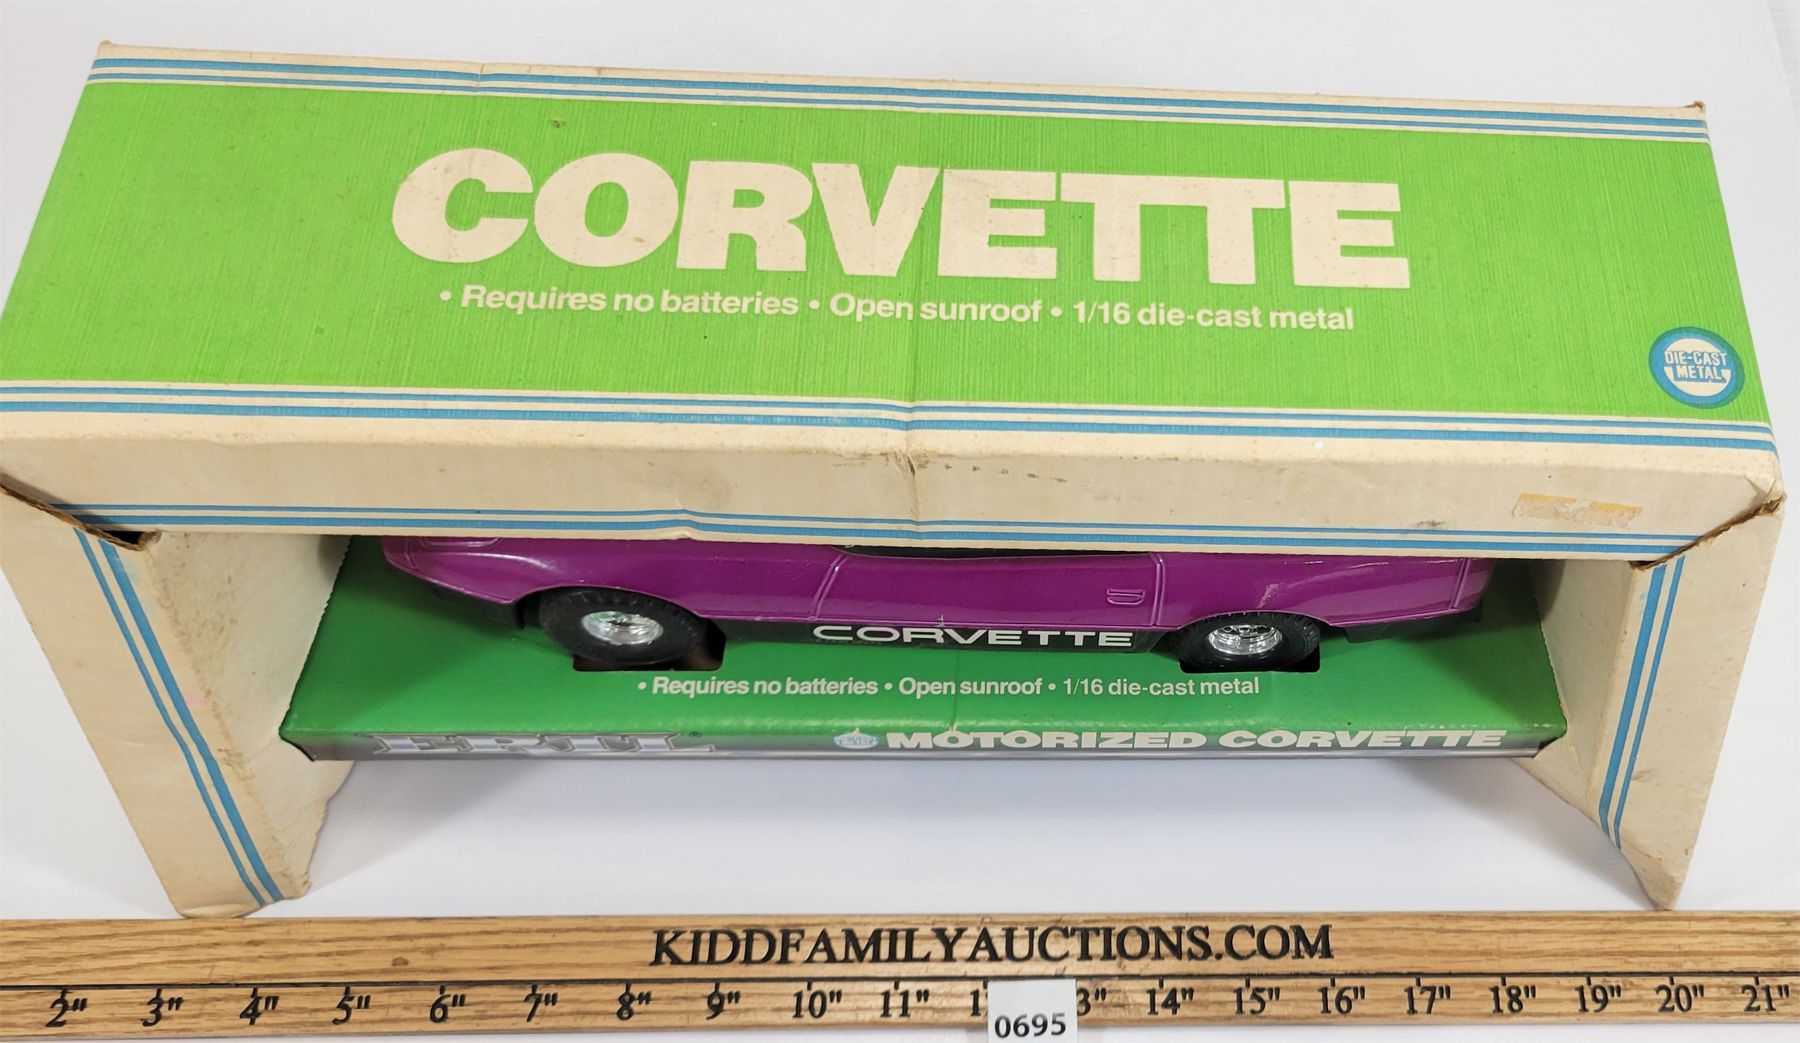 CORVETTE
• Requires no batteries • Open sunroof • 1/16 die-cast metal
DIE-CAST
METAL
CORVETTE
• Requires no batteries • Open sunroof • 1/16 die-cast metal
ERTL® MOTORIZED CORVETTE
KIDDFAMILYAUCTIONS.COM
2" 3" 4" 5" 6" 7" 8" 9" 10" 11" 1 3" 14" 15" 16" 17" 18" 19" 20" 21"
0695